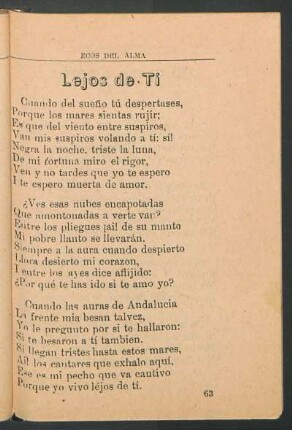 ECOS DEL ALMA
Lejos de Tí
Cuando del sueño tú despertases,
Porque los mares sientas rujir;
Es que del viento entre suspiros,
Van mis suspiros volando a tí: sí!
Negra la noche, triste la luna,
De mi fortuna miro el rigor,
Ven y no tardes que yo te espero
I te espero muerta de amor.
¿Ves esas nubes encapotadas
Que amontonadas a verte van?
Entre los pliegues ¡ai! de su manto
Mi pobre llanto se llevarán.
Siempre a la aura cuando despierto
Llora desierto mi corazon,
I entre los ayes dice aflijido:
¿Por qué te has ido si te amo yo?
Cuando las auras de Andalucia
La frente mia besan talvez,
Yo le pregunto por si te hallaron:
Si te besaron a tí tambien.
Si llegan tristes hasta estos mares,
Ai! los cantares que exhalo aquí,
Ese es mi pecho que va cautivo
Porque yo vivo léjos de tí.
63